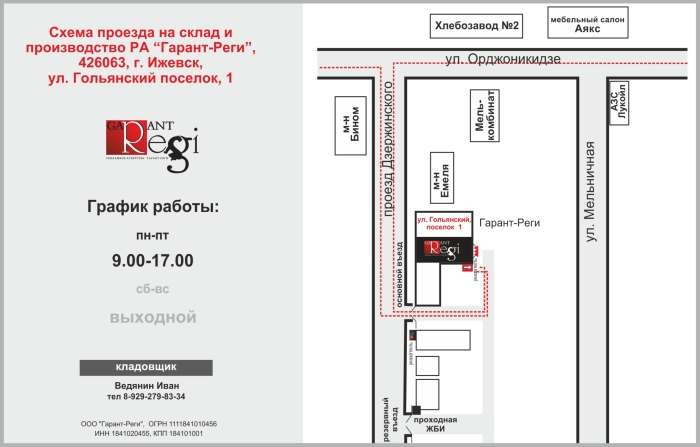 Схема проезда на склад и
производство РА “Гарант-Реги”,
426063, г. Ижевск,
ул. Гольянский поселок, 1
GARANT
Regi
РЕКЛАМНОЕ АГЕНТСТВО ГАРАНТ-РЕГИ
График работы:
пн-пт
9.00-17.00
сб-вс
выходной
кладовщик
Ведянин Иван
тел 8-929-279-83-34
ООО "Гарант-Реги", ОГРН 1111841010456
ИНН 1841020455, КПП 184101001
Хлебозавод №2
мебельный салон
Аякс
ул. Орджоникидзе
проезд Дзержинского
м-н
Бином
Мель-
комбинат
АЗС
Лукойл
м-н
Емеля
ул. Мельничная
ул. Гольянский,
поселок 1
Гарант-Реги
GARANT
Regi
основной въезд
указатель
указатель
резервный
въезд
проходная
ЖБИ